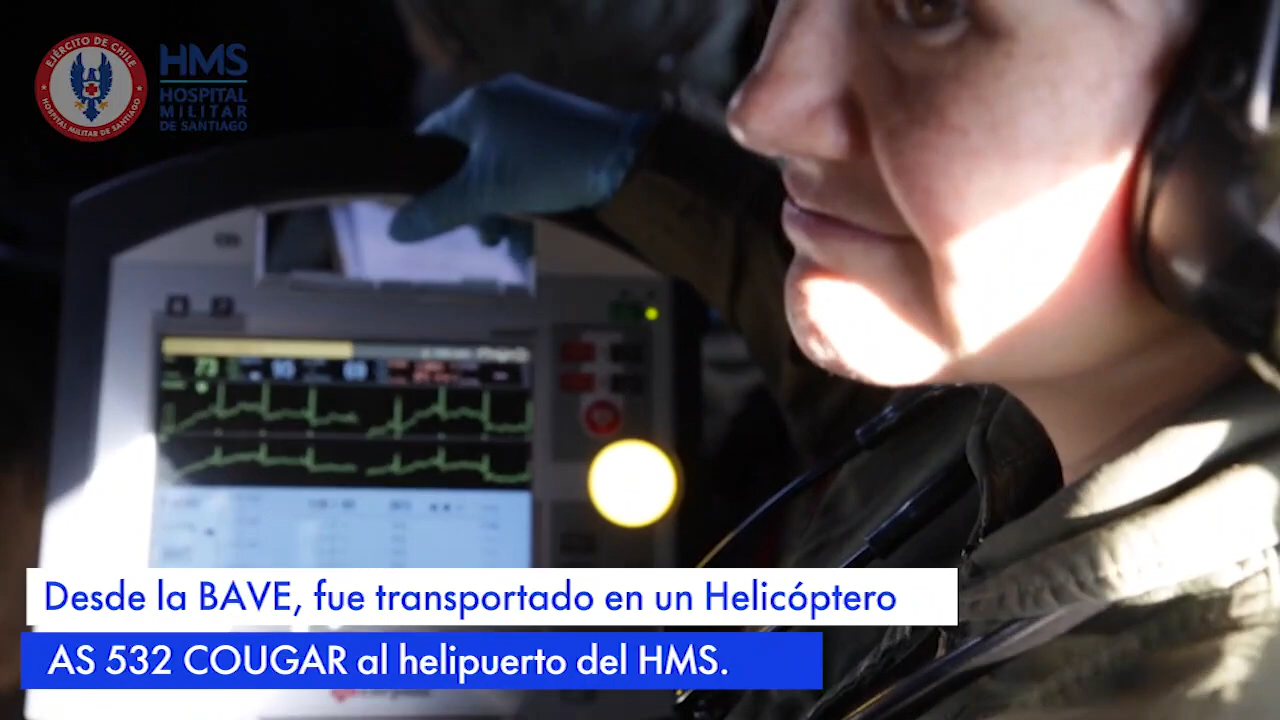 EJÉRCITO DE CHILE
HOSPITAL MILITAR DE SANTIAGO
HMS
HOSPITAL
MILITAR
DE SANTIAGO
73
Desde la BAVE, fue transportado en un Helicóptero
AS 532 COUGAR al helipuerto del HMS.